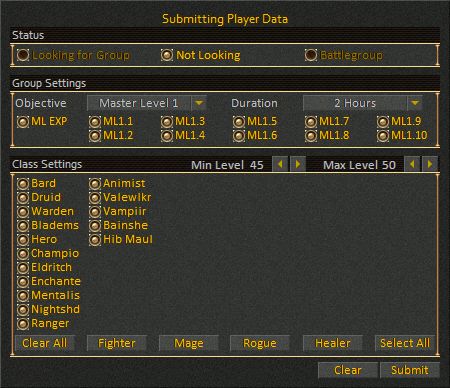 Submitting Player Data
Status
Looking for Group Not Looking Battlegroup
Group Settings
Objective Master Level 1 Duration 2 Hours
ML EXP ML1.1 ML1.3 ML1.5 ML1.7 ML1.9
ML1.2 ML1.4 ML1.6 ML1.8 ML1.10
Class Settings Min Level 45 Max Level 50
Bard Animist
Druid Valewlkr
Warden Vampiir
Bladems Bainshe
Hero Hib Maul
Champio
Eldritch
Enchante
Mentalis
Nightshd
Ranger
Clear All Fighter Mage Rogue Healer Select All
Clear Submit